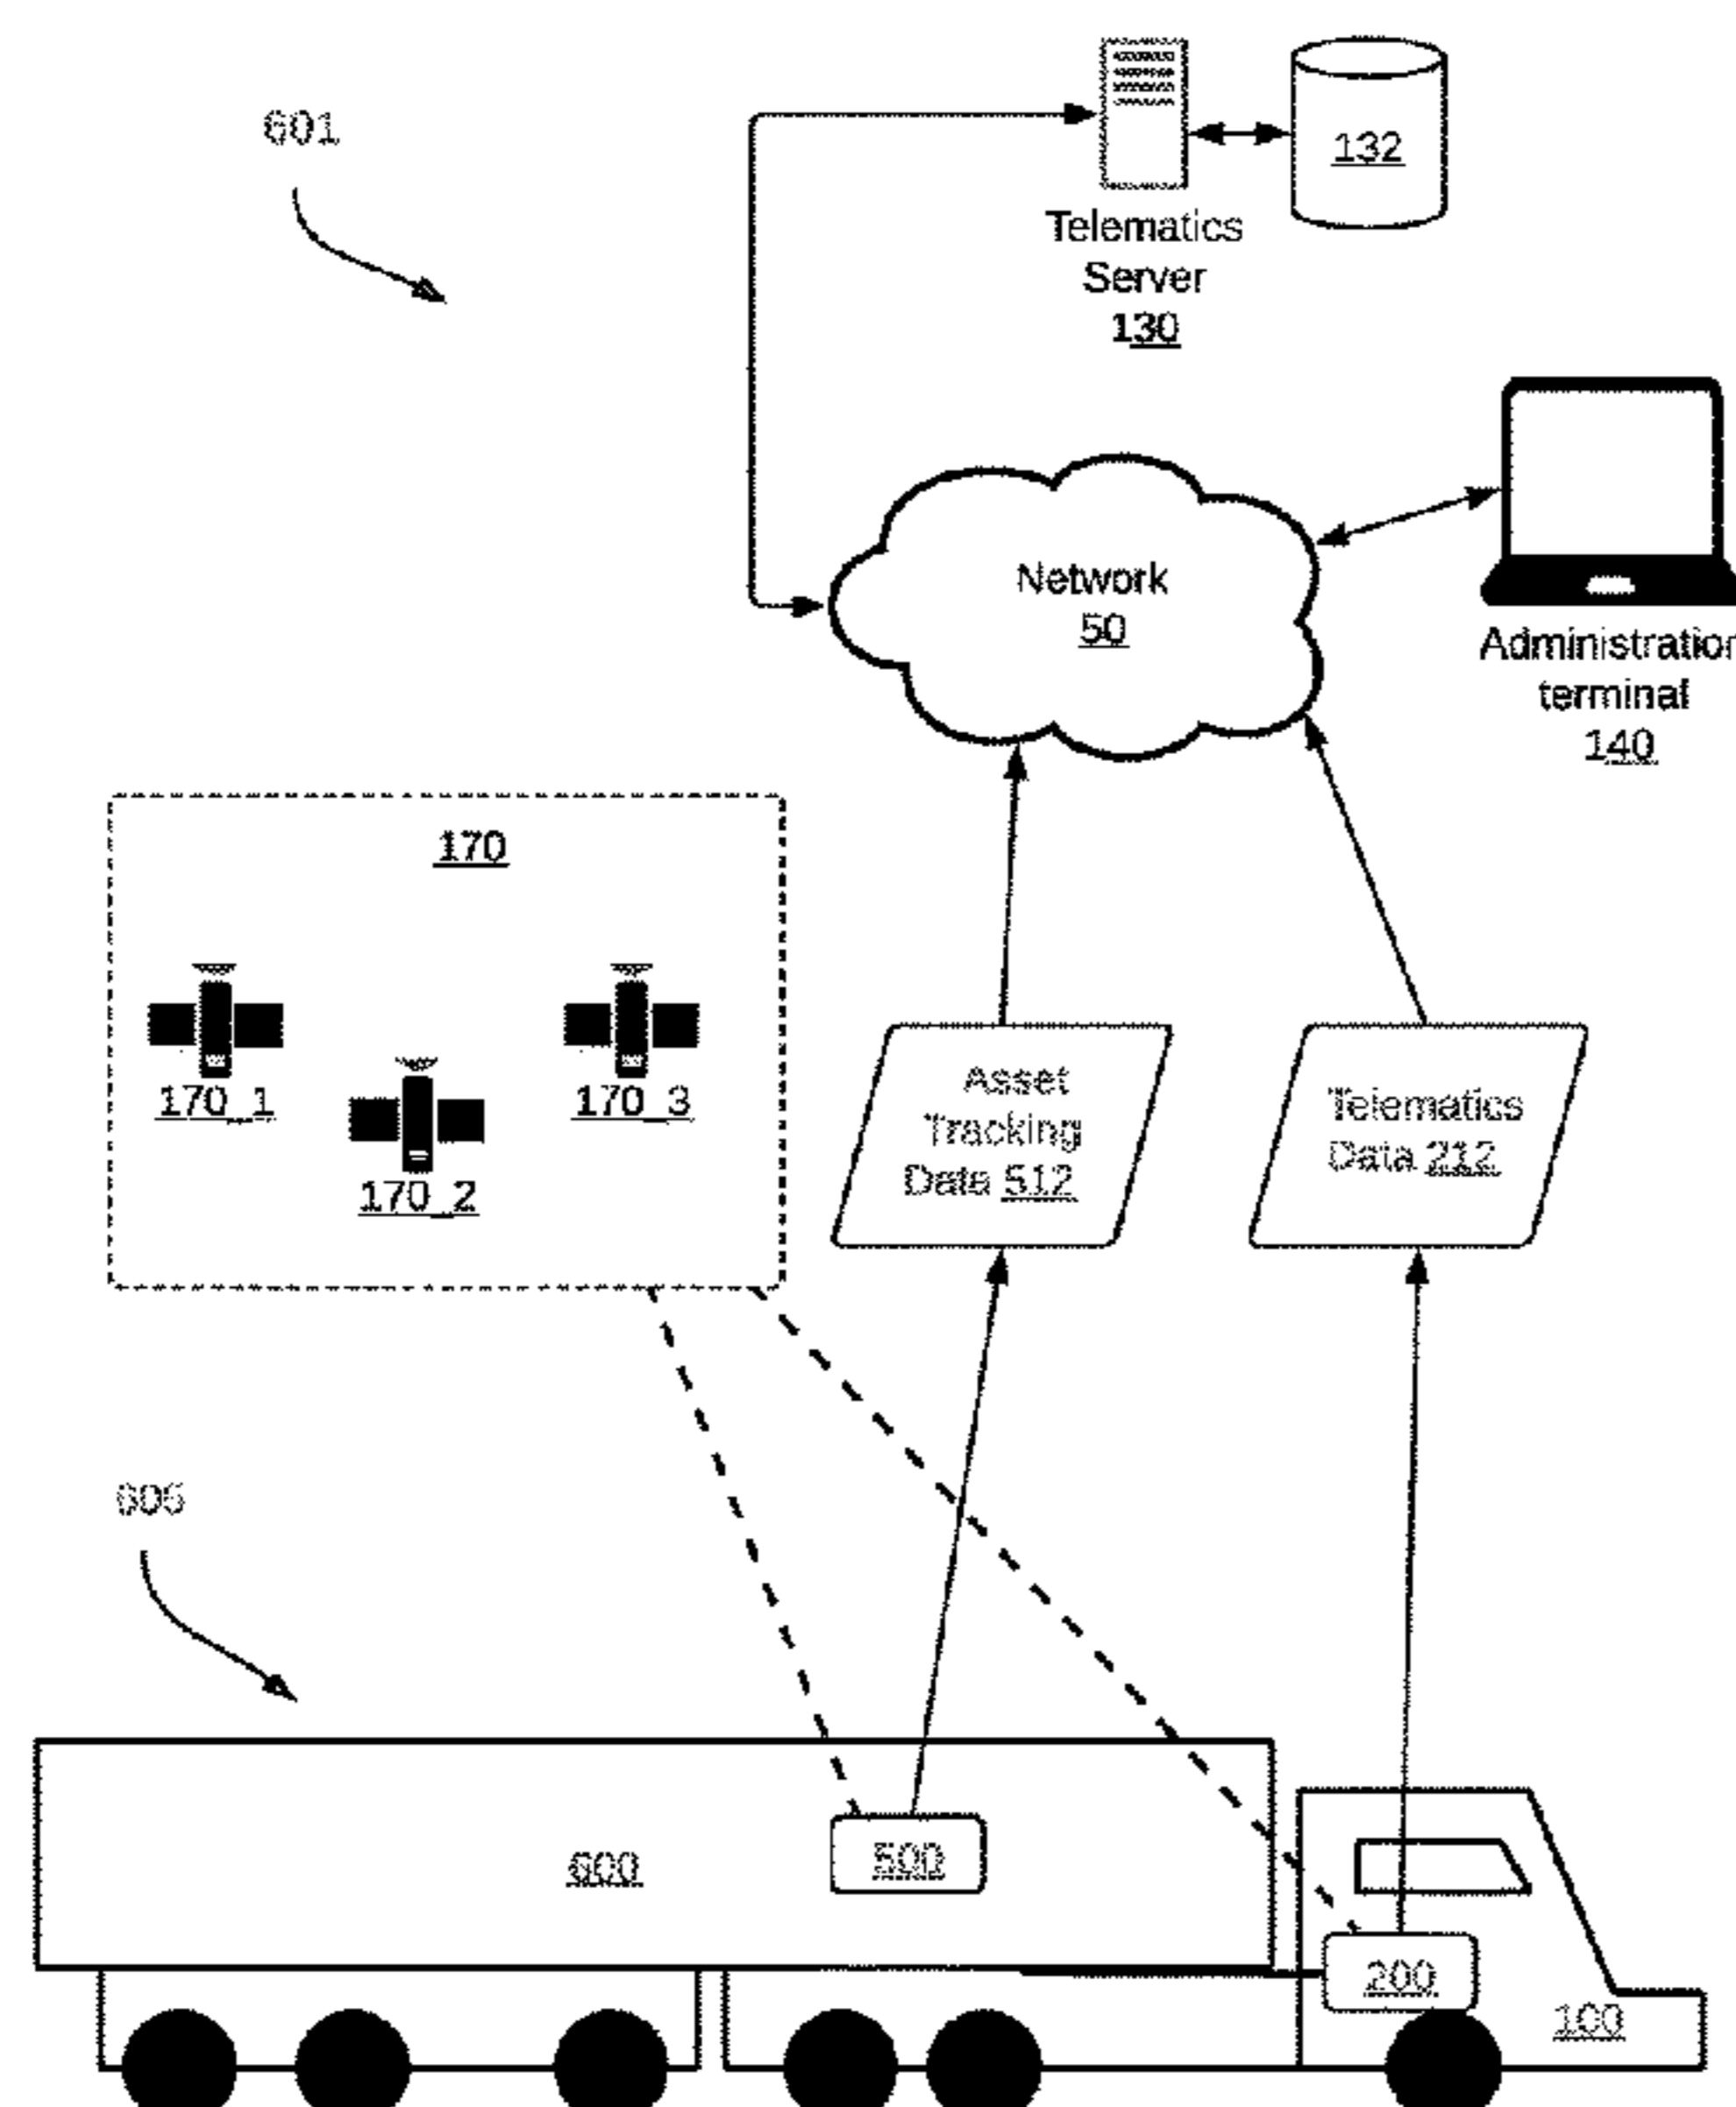 601
132
Telematics
Server
130
Network
50
Administration
terminal
140
170
170_1
170_3
170_2
Asset
Tracking
Data 512
Telematics
Data 212
605
600
500
200
100